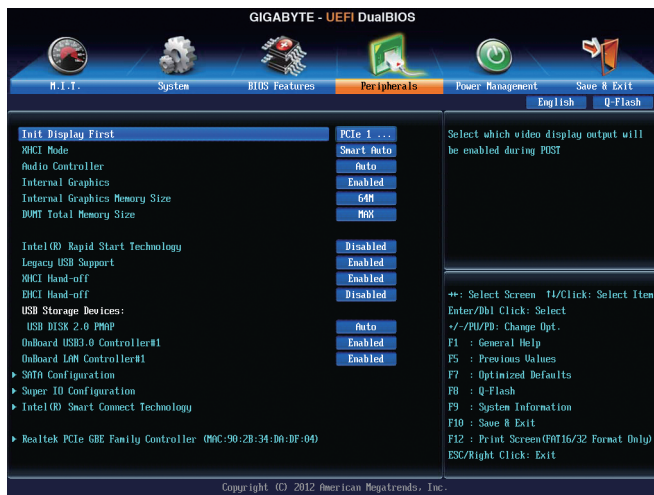 GIGABYTE - UEFI DualBIOS
M.I.T. System BIOS Features Peripherals Power Management Save & Exit
English Q-Flash
Init Display First PCIe 1 ...
XHCI Mode Smart Auto
Audio Controller Auto
Internal Graphics Enabled
Internal Graphics Memory Size 64M
DVMT Total Memory Size MAX
Intel(R) Rapid Start Technology Disabled
Legacy USB Support Enabled
XHCI Hand-off Enabled
EHCI Hand-off Disabled
USB Storage Devices:
USB DISK 2.0 PMAP Auto
OnBoard USB3.0 Controller#1 Enabled
OnBoard LAN Controller#1 Enabled
SATA Configuration
Super IO Configuration
Intel(R) Smart Connect Technology
Realtek PCIe GBE Family Controller (MAC:90:2B:34:DA:DF:04)
Select which video display output will
be enabled during POST
↔: Select Screen ↑↓/Click: Select Item
Enter/Dbl Click: Select
+/-/PU/PD: Change Opt.
F1 : General Help
F5 : Previous Values
F7 : Optimized Defaults
F8 : Q-Flash
F9 : System Information
F10 : Save & Exit
F12 : Print Screen(FAT16/32 Format Only)
ESC/Right Click: Exit
Copyright (C) 2012 American Megatrends, Inc.